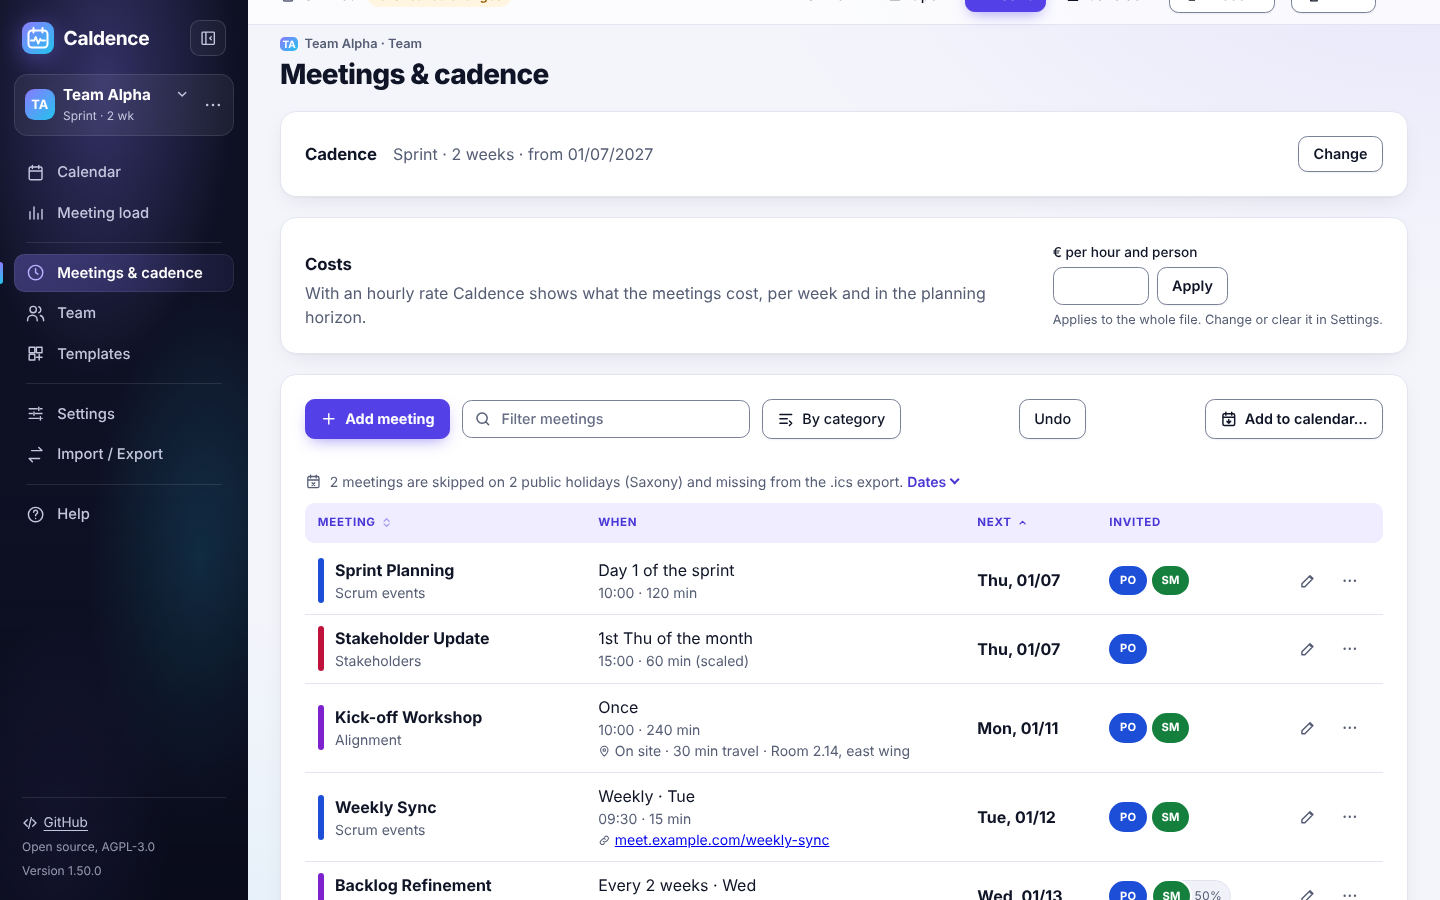 Caldence
TA
Team Alpha
Sprint · 2 wk
Calendar
Meeting load
Meetings & cadence
Team
Templates
Settings
Import / Export
Help
GitHub
Open source, AGPL-3.0
Version 1.50.0
TA Team Alpha · Team
Meetings & cadence
Cadence Sprint · 2 weeks · from 01/07/2027
Change
Costs
With an hourly rate Caldence shows what the meetings cost, per week and in the planning
horizon.
€ per hour and person
Apply
Applies to the whole file. Change or clear it in Settings.
Add meeting
Filter meetings
By category
Undo
Add to calendar...
2 meetings are skipped on 2 public holidays (Saxony) and missing from the .ics export. Dates
MEETING WHEN NEXT INVITED
Sprint Planning
Scrum events
Day 1 of the sprint
10:00 · 120 min
Thu, 01/07
PO SM
Stakeholder Update
Stakeholders
1st Thu of the month
15:00 · 60 min (scaled)
Thu, 01/07
PO
Kick-off Workshop
Alignment
Once
10:00 · 240 min
On site · 30 min travel · Room 2.14, east wing
Mon, 01/11
PO SM
Weekly Sync
Scrum events
Weekly · Tue
09:30 · 15 min
meet.example.com/weekly-sync
Tue, 01/12
PO SM
Backlog Refinement
Every 2 weeks · Wed
Wed, 01/13
PO SM 50%